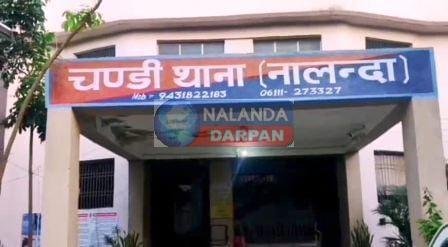 चण्डी थाना (नालन्दा)
Mob :- 9431822183 06111- 273327
NALANDA
DARPAN